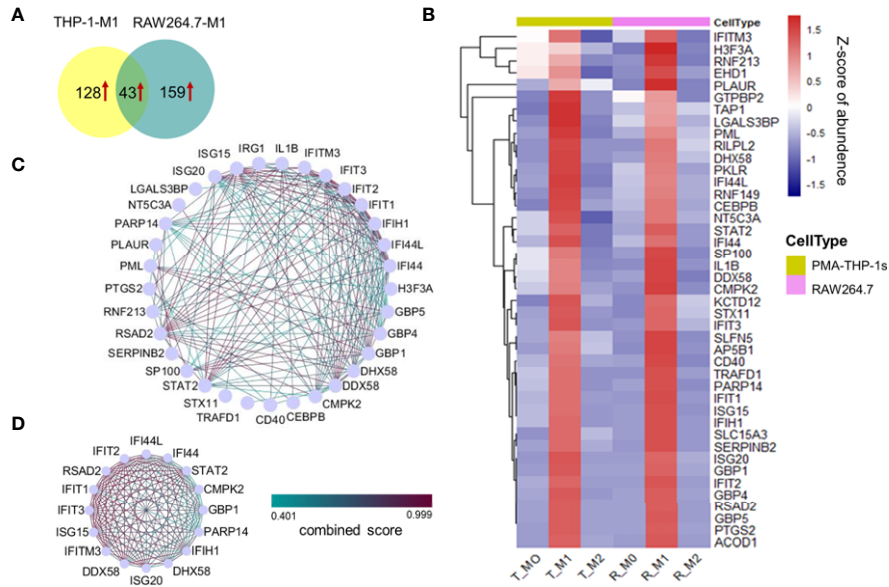 A
THP-1-M1 RAW264.7-M1
128 43 159
B
CellType
IFITM3
H3F3A
RNF213
EHD1
PLAUR
GTPBP2
TAP1
LGALS3BP
PML
RILPL2
DHX58
PKLR
IFI44L
RNF149
CEBPB
NT5C3A
STAT2
IFI44
SP100
IL1B
DDX58
CMPK2
KCTD12
STX11
IFIT3
SLFN5
AP5B1
CD40
TRAFD1
PARP14
IFIT1
ISG15
IFIH1
SLC15A3
SERPINB2
ISG20
GBP1
IFIT2
GBP4
RSAD2
GBP5
PTGS2
ACOD1
T_MO T_M1 T_M2 R_M0 R_M1 R_M2
1.5
1
0.5
0
-0.5
-1
-1.5
Z-score of abundence
CellType
PMA-THP-1s
RAW264.7
C
IRG1
IL1B
IFITM3
IFIT3
IFIT2
IFIT1
IFIH1
IFI44L
IFI44
H3F3A
GBP5
GBP4
GBP1
DHX58
DDX58
CMPK2
CEBPB
CD40
TRAFD1
STX11
STAT2
SP100
SERPINB2
RSAD2
RNF213
PTGS2
PML
PLAUR
PARP14
NT5C3A
LGALS3BP
ISG20
ISG15
D
IFI44L
IFI44
STAT2
CMPK2
GBP1
PARP14
IFIH1
DHX58
ISG20
DDX58
IFITM3
ISG15
IFIT3
IFIT1
RSAD2
IFIT2
0.401 0.999
combined score